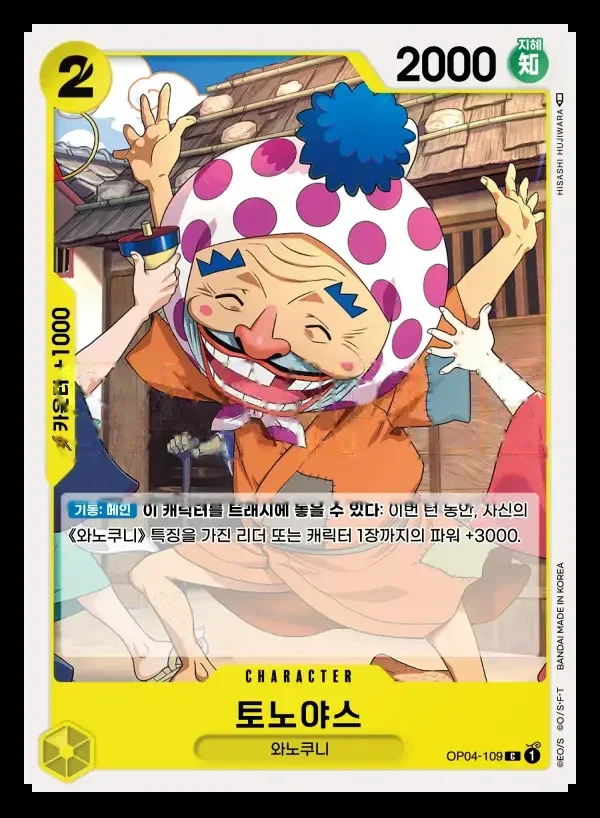 2
2000
지혜
知
HISASHI HUJIWARA
카운터 +1000
기동: 메인 이 캐릭터를 트래시에 놓을 수 있다: 이번 턴 동안, 자신의
《와노쿠니》 특징을 가진 리더 또는 캐릭터 1장까지의 파워 +3000.
CHARACTER
토노야스
와노쿠니
OP04-109 C 1
©EO/S ©O/S·F·T BANDAI MADE IN KOREA